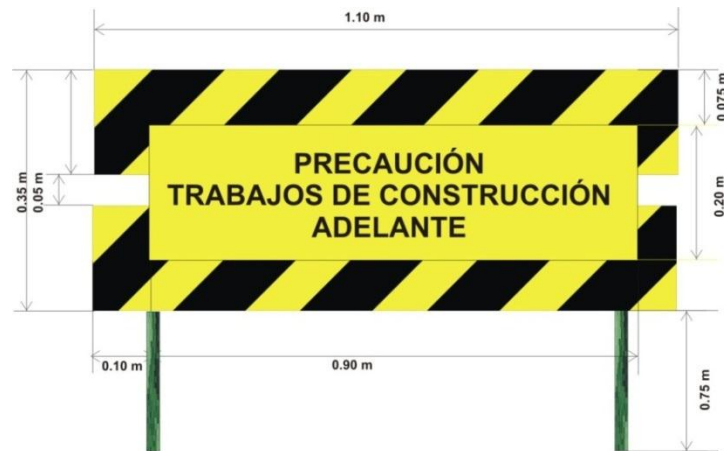 1.10 m
0.075 m
PRECAUCIÓN
TRABAJOS DE CONSTRUCCIÓN
ADELANTE
0.35 m
0.05 m
0.20 m
0.10 m
0.90 m
0.75 m